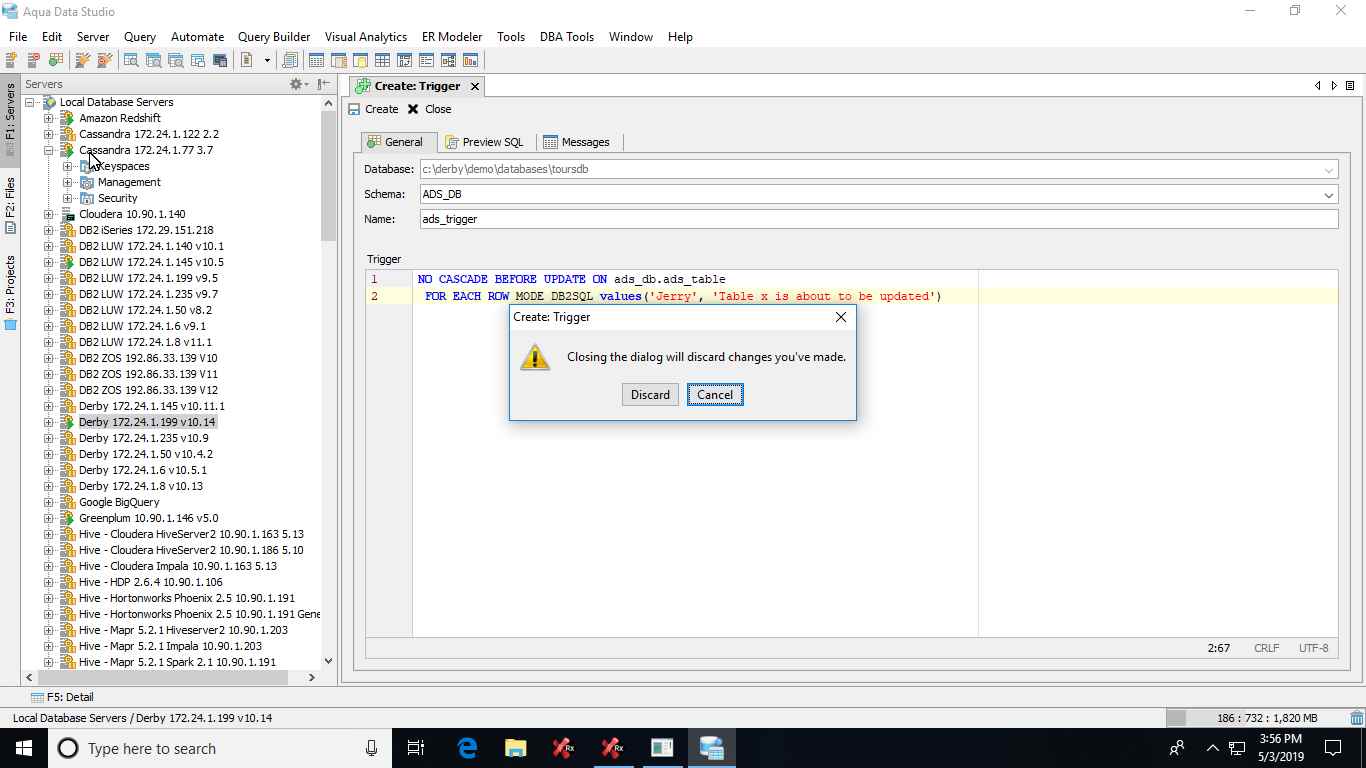 Aqua Data Studio
File Edit Server Query Automate Query Builder Visual Analytics ER Modeler Tools DBA Tools Window Help
Servers
F1: Servers
F2: Files
F3: Projects
Local Database Servers
Amazon Redshift
Cassandra 172.24.1.122 2.2
Cassandra 172.24.1.77 3.7
Keyspaces
Management
Security
Cloudera 10.90.1.140
DB2 iSeries 172.29.151.218
DB2 LUW 172.24.1.140 v10.1
DB2 LUW 172.24.1.145 v10.5
DB2 LUW 172.24.1.199 v9.5
DB2 LUW 172.24.1.235 v9.7
DB2 LUW 172.24.1.50 v8.2
DB2 LUW 172.24.1.6 v9.1
DB2 LUW 172.24.1.8 v11.1
DB2 ZOS 192.86.33.139 V10
DB2 ZOS 192.86.33.139 V11
DB2 ZOS 192.86.33.139 V12
Derby 172.24.1.145 v10.11.1
Derby 172.24.1.199 v10.14
Derby 172.24.1.235 v10.9
Derby 172.24.1.50 v10.4.2
Derby 172.24.1.6 v10.5.1
Derby 172.24.1.8 v10.13
Google BigQuery
Greenplum 10.90.1.146 v5.0
Hive - Cloudera HiveServer2 10.90.1.163 5.13
Hive - Cloudera HiveServer2 10.90.1.186 5.10
Hive - Cloudera Impala 10.90.1.163 5.13
Hive - HDP 2.6.4 10.90.1.106
Hive - Hortonworks Phoenix 2.5 10.90.1.191
Hive - Hortonworks Phoenix 2.5 10.90.1.191 Gene
Hive - Mapr 5.2.1 Hiveserver2 10.90.1.203
Hive - Mapr 5.2.1 Impala 10.90.1.203
Hive - Mapr 5.2.1 Spark 2.1 10.90.1.191
Create: Trigger
Create Close
General Preview SQL Messages
Database: c:\derby\demo\databases\toursdb
Schema: ADS_DB
Name: ads_trigger
Trigger
1 NO CASCADE BEFORE UPDATE ON ads_db.ads_table
2 FOR EACH ROW MODE DB2SQL values('Jerry', 'Table x is about to be updated')
Create: Trigger
Closing the dialog will discard changes you've made.
Discard Cancel
2:67 CRLF UTF-8
F5: Detail
Local Database Servers / Derby 172.24.1.199 v10.14
186 : 732 : 1,820 MB
Type here to search
Rx
Rx
3:56 PM
5/3/2019